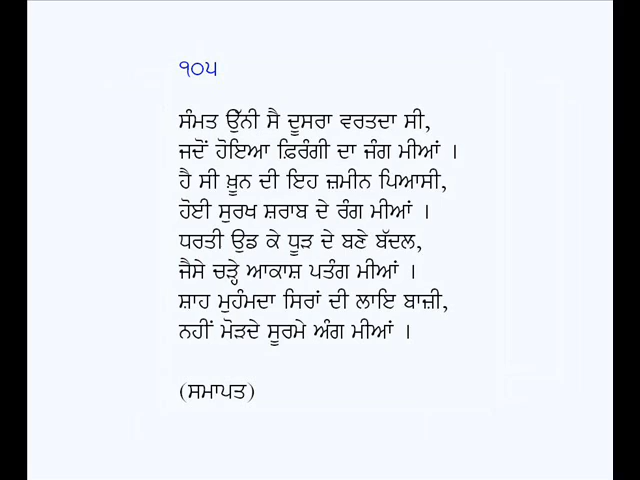 ੧੦੫
ਸੰਮਤ ਉੱਨੀ ਸੈ ਦੂਸਰਾ ਵਰਤਦਾ ਸੀ,
ਜਦੋਂ ਹੋਇਆ ਫ਼ਿਰੰਗੀ ਦਾ ਜੰਗ ਮੀਆਂ ।
ਹੈ ਸੀ ਖ਼ੂਨ ਦੀ ਇਹ ਜ਼ਮੀਨ ਪਿਆਸੀ,
ਹੋਈ ਸੁਰਖ ਸ਼ਰਾਬ ਦੇ ਰੰਗ ਮੀਆਂ ।
ਧਰਤੀ ਉਡ ਕੇ ਧੂੜ ਦੇ ਬਣੇ ਬੱਦਲ,
ਜੈਸੇ ਚੜ੍ਹੇ ਆਕਾਸ਼ ਪਤੰਗ ਮੀਆਂ ।
ਸ਼ਾਹ ਮੁਹੰਮਦਾ ਸਿਰਾਂ ਦੀ ਲਾਇ ਬਾਜ਼ੀ,
ਨਹੀਂ ਮੋੜਦੇ ਸੂਰਮੇ ਅੰਗ ਮੀਆਂ ।
(ਸਮਾਪਤ)